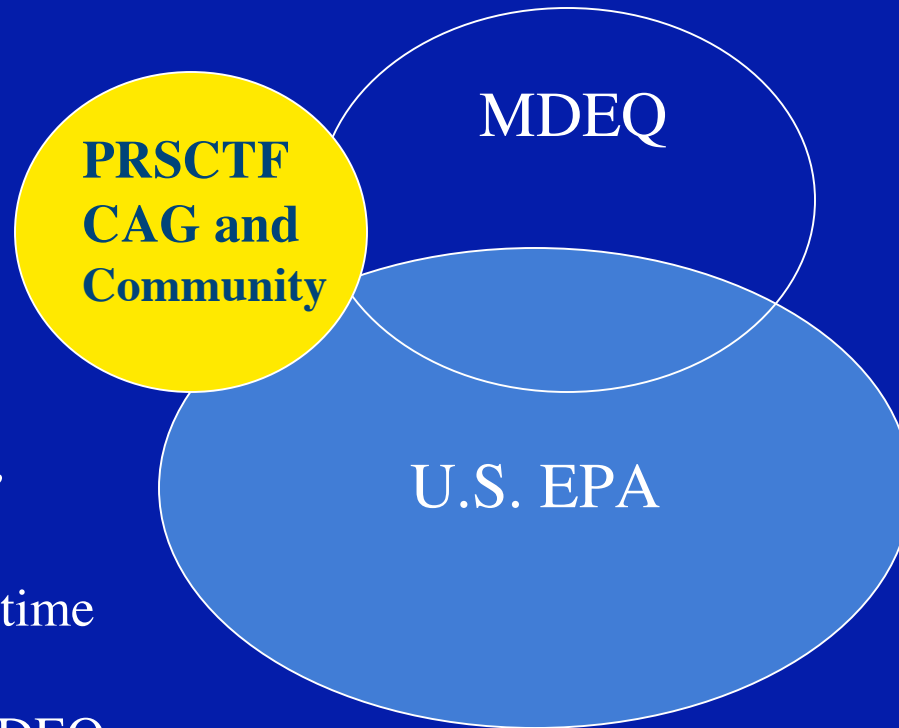 MDEQ
PRSCTF
CAG and
Community
U.S. EPA
time